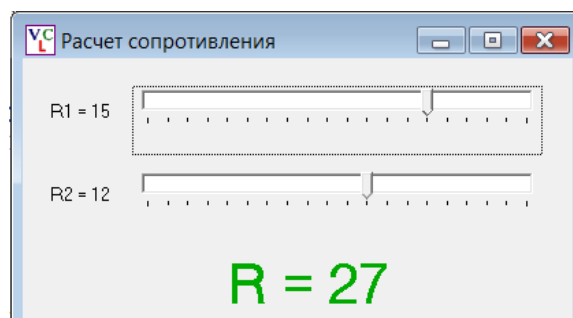 VCL Расчет сопротивления
R1 = 15
R2 = 12
R = 27